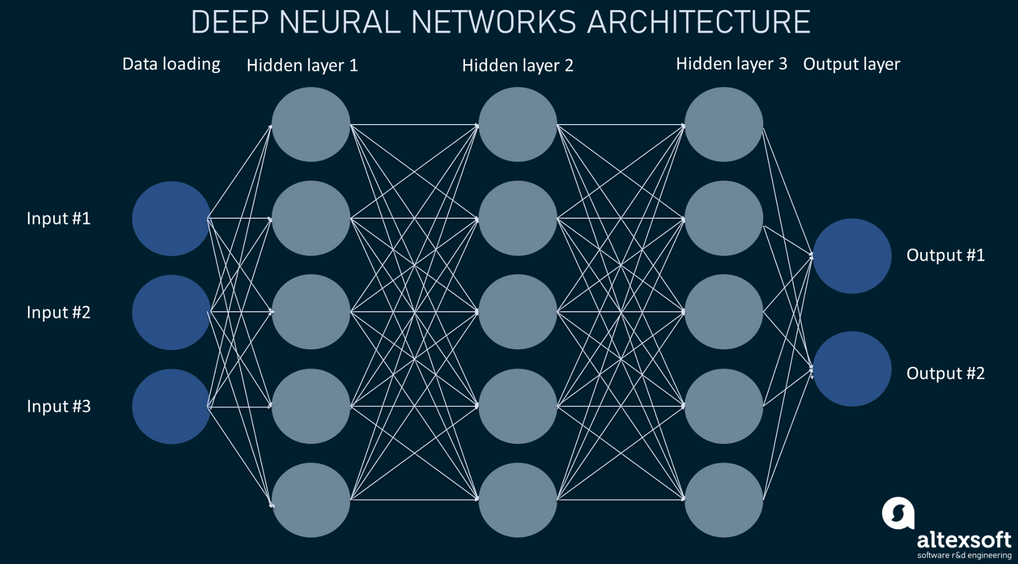 DEEP NEURAL NETWORKS ARCHITECTURE
Data loading
Hidden layer 1
Hidden layer 2
Hidden layer 3
Output layer
Input #1
Input #2
Input #3
Output #1
Output #2
altexsoft
software r&d engineering